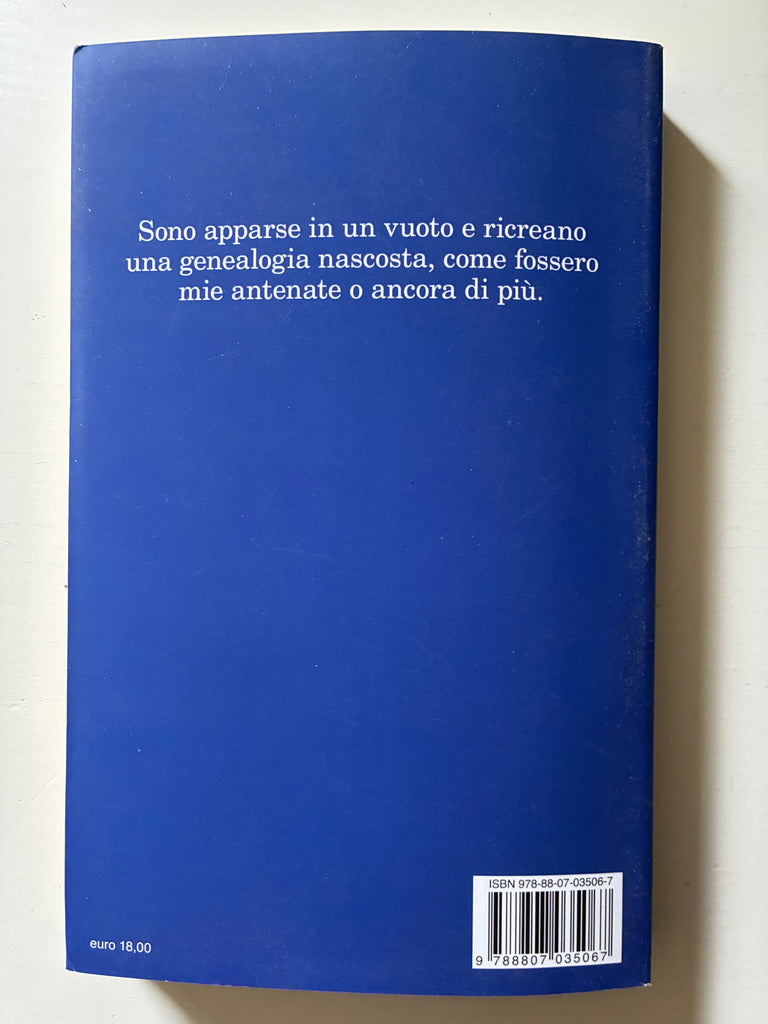 Sono apparse in un vuoto e ricreano
una genealogia nascosta, come fossero
mie antenate o ancora di più.
ISBN 978-88-07-03506-7
9 788807 035067
euro 18,00